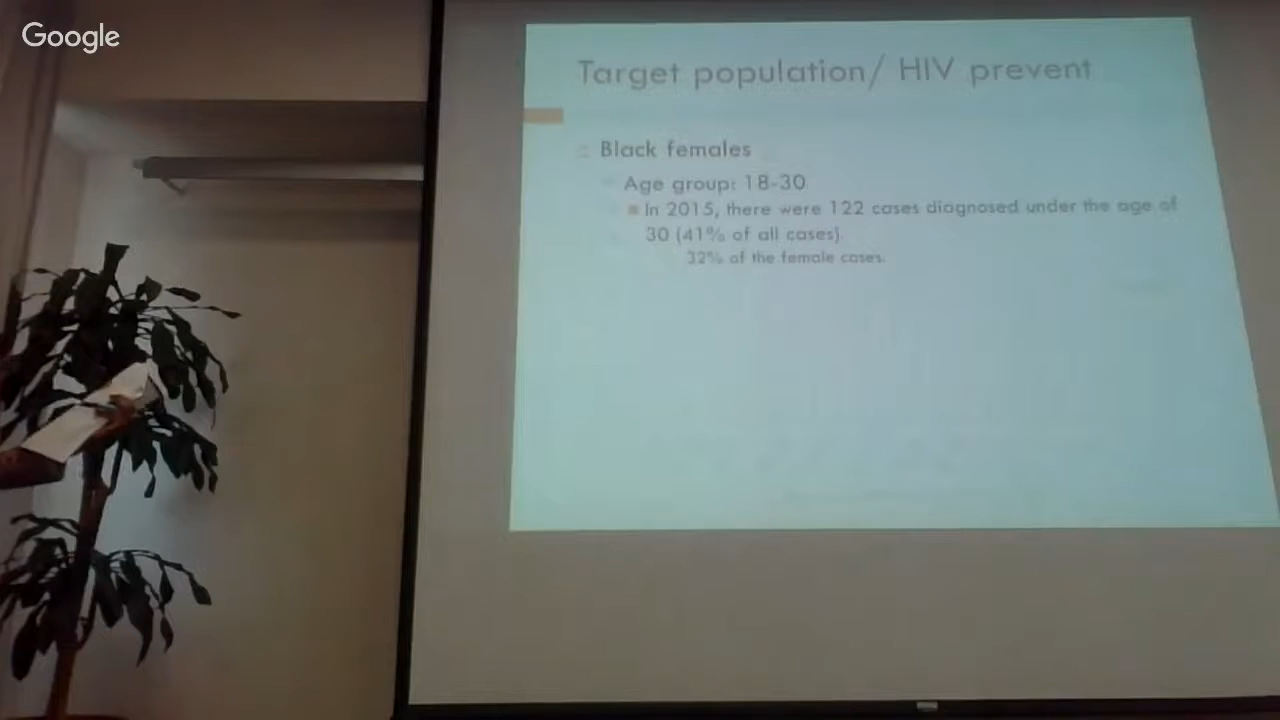 Google
Target population/ HIV prevent
Black females
Age group: 18-30
In 2015, there were 122 cases diagnosed under the age of
30 (41% of all cases).
32% of the female cases.